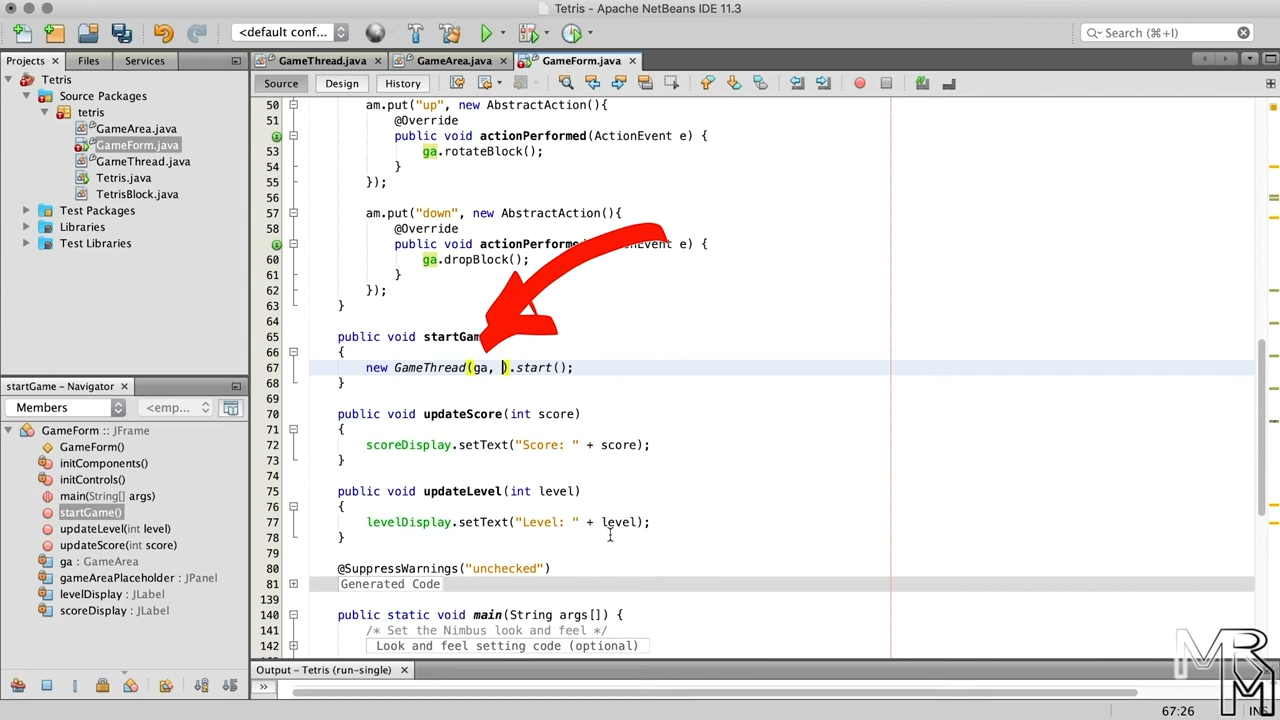 Tetris - Apache NetBeans IDE 11.3
<default conf...
Search (⌘+I)
Projects
Files
Services
GameThread.java
GameArea.java
GameForm.java
Source
Design
History
Tetris
Source Packages
tetris
GameArea.java
GameForm.java
GameThread.java
Tetris.java
TetrisBlock.java
Test Packages
Libraries
Test Libraries
startGame - Navigator
Members
<emp...
GameForm :: JFrame
GameForm()
initComponents()
initControls()
main(String[] args)
startGame()
updateLevel(int level)
updateScore(int score)
ga : GameArea
gameAreaPlaceholder : JPanel
levelDisplay : JLabel
scoreDisplay : JLabel
50 am.put("up", new AbstractAction(){
51 @Override
public void actionPerformed(ActionEvent e) {
53 ga.rotateBlock();
54 }
55 });
56
57 am.put("down", new AbstractAction(){
58 @Override
public void e) {
60 ga.dropBlock();
61 }
62 });
63 }
64
65 public void
66 {
67 new GameThread(ga, ).start();
68 }
69
70 public void updateScore(int score)
71 {
72 scoreDisplay.setText("Score: " + score);
73 }
74
75 public void updateLevel(int level)
76 {
77 levelDisplay.setText("Level: " + level);
78 }
79
80 @SuppressWarnings("unchecked")
81 Generated Code
139
140 public static void main(String args[]) {
141 /* Set the Nimbus look and feel */
142 Look and feel setting code (optional)
Output - Tetris (run-single)
67:26
MR
M